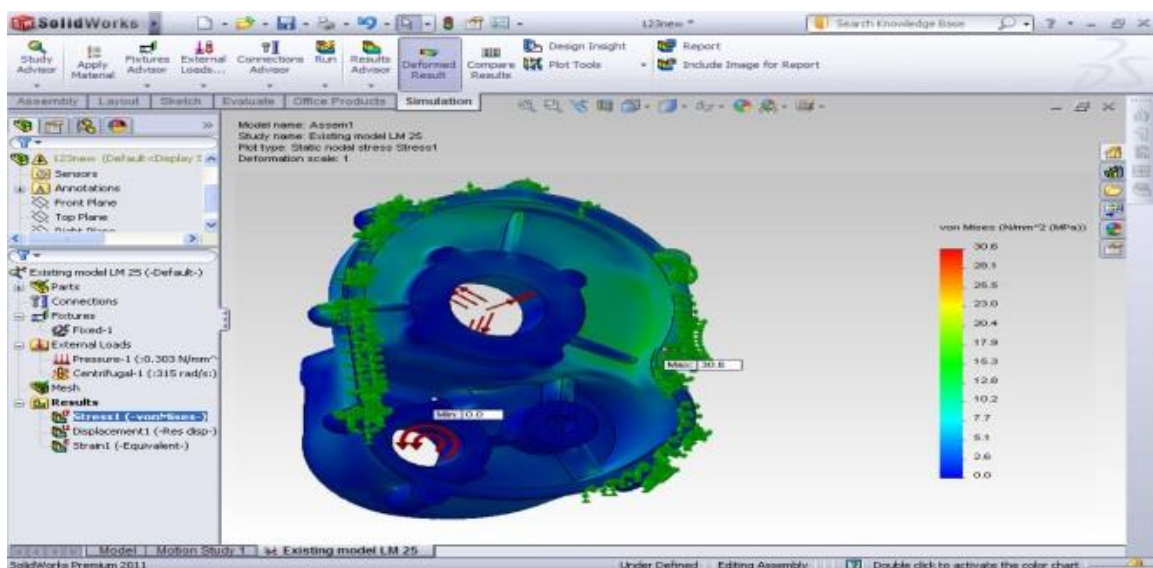 SolidWorks
123new *
Search Knowledge Base
Study Advisor
Apply Material
Fixtures Advisor
External Loads...
Connections Advisor
Run
Results Advisor
Deformed Result
Compare Results
Design Insight
Plot Tools
Report
Include Image for Report
Assembly
Layout
Sketch
Evaluate
Office Products
Simulation
Model name: Assem1
Study name: Existing model LM 25
Plot type: Static nodal stress Stress1
Deformation scale: 1
123new (Default<Display S
Sensors
Annotations
Front Plane
Top Plane
Right Plane
Existing model LM 25 (-Default-)
Parts
Connections
Fixtures
Fixed-1
External Loads
Pressure-1 (:0.303 N/mm^
Centrifugal-1 (:315 rad/s:)
Mesh
Results
Stress1 (-vonMises-)
Displacement1 (-Res disp-)
Strain1 (-Equivalent-)
Max: 30.6
Min: 0.0
von Mises (N/mm^2 (MPa))
30.6
28.1
25.5
23.0
20.4
17.9
15.3
12.8
10.2
7.7
5.1
2.6
0.0
Model
Motion Study 1
Existing model LM 25
SolidWorks Premium 2011
Under Defined
Editing Assembly
Double click to activate the color chart